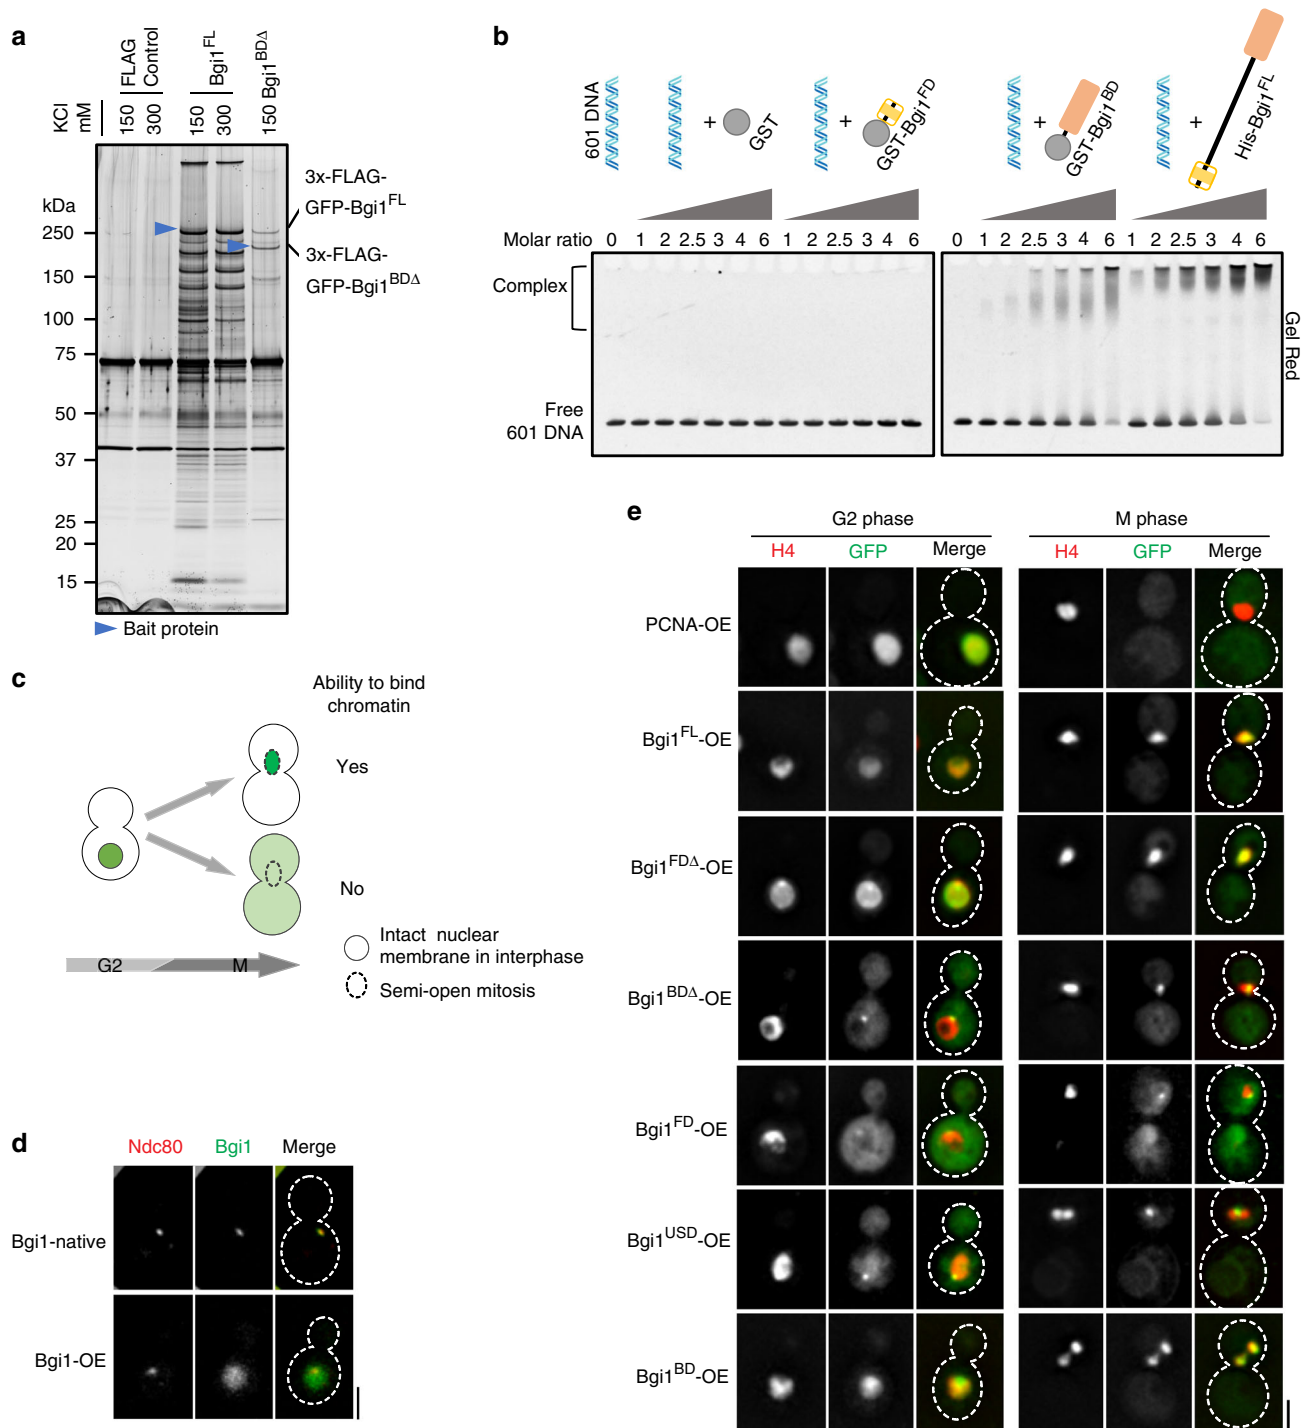 a
KCl
mM
150
300
FLAG
Control
150
300
Bgi1FL
150 Bgi1BDΔ
kDa
250
150
100
75
50
37
25
20
15
3x-FLAG-
GFP-Bgi1FL
3x-FLAG-
GFP-Bgi1BDΔ
Bait protein
b
601 DNA
+
GST
+
GST-Bgi1FD
+
GST-Bgi1BD
+
His-Bgi1FL
Molar ratio 0 1 2 2.5 3 4 6 1 2 2.5 3 4 6 0 1 2 2.5 3 4 6 1 2 2.5 3 4 6
Complex
Free
601 DNA
Gel Red
c
Ability to bind
chromatin
Yes
No
G2 M
Intact nuclear
membrane in interphase
Semi-open mitosis
d
Ndc80 Bgi1 Merge
Bgi1-native
Bgi1-OE
e
G2 phase M phase
H4 GFP Merge H4 GFP Merge
PCNA-OE
Bgi1FL-OE
Bgi1FDΔ-OE
Bgi1BDΔ-OE
Bgi1FD-OE
Bgi1USD-OE
Bgi1BD-OE